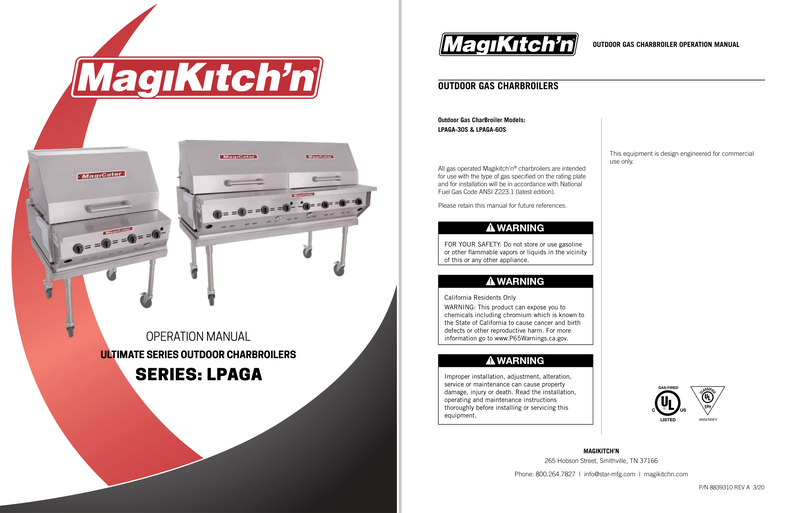 MagiKitch'n®
MagiCater
MagiCater
MagiCater
MagiCater
MagiCater
OPERATION MANUAL
ULTIMATE SERIES OUTDOOR CHARBROILERS
SERIES: LPAGA
MagiKitch'n
OUTDOOR GAS CHARBROILER OPERATION MANUAL
OUTDOOR GAS CHARBROILERS
Outdoor Gas CharBroiler Models:
LPAGA-30S & LPAGA-60S
All gas operated Magikitch'n® charbroilers are intended
for use with the type of gas specified on the rating plate
and for installation will be in accordance with National
Fuel Gas Code ANSI Z223.1 (latest edition).
Please retain this manual for future references.
WARNING
FOR YOUR SAFETY: Do not store or use gasoline
or other flammable vapors or liquids in the vicinity
of this or any other appliance.
WARNING
California Residents Only
WARNING: This product can expose you to
chemicals including chromium which is known to
the State of California to cause cancer and birth
defects or other reproductive harm. For more
information go to www.P65Warnings.ca.gov.
WARNING
Improper installation, adjustment, alteration,
service or maintenance can cause property
damage, injury or death. Read the installation,
operating and maintenance instructions
thoroughly before installing or servicing this
equipment.
This equipment is design engineered for commercial
use only.
GAS-FIRED
C UL US
LISTED
CLASSIFIED
UL
EPH
ANSI/NSF4
MAGIKITCH'N
265 Hobson Street, Smithville, TN 37166
Phone: 800.264.7827 | info@star-mfg.com | magikitchn.com
P/N 8839310 REV A 3/20